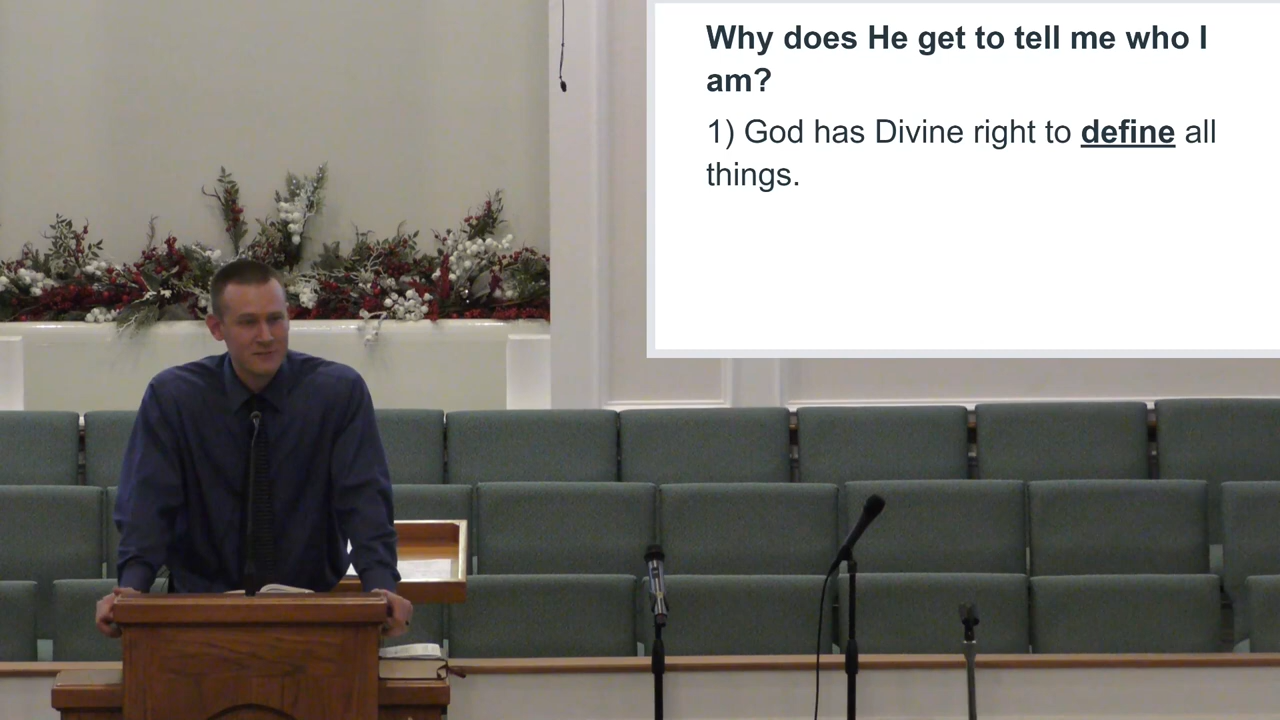 Why does He get to tell me who I
am?
1) God has Divine right to define all
things.